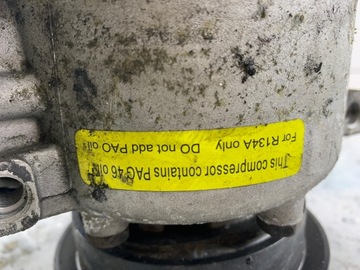 This compressor contains PAG 46 oil
For R134A only DO not add PAO oil